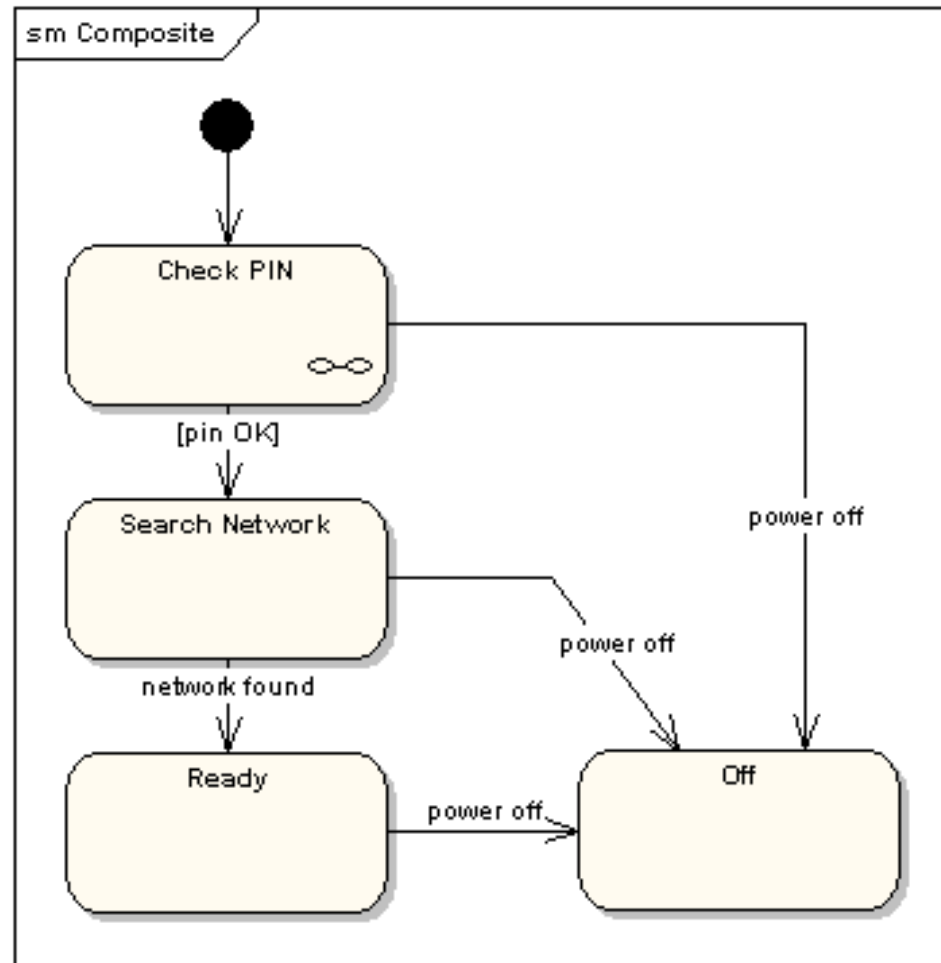 sm Composite
Check PIN
[pin OK]
Search Network
power off
power off
network found
Ready
Off
power off